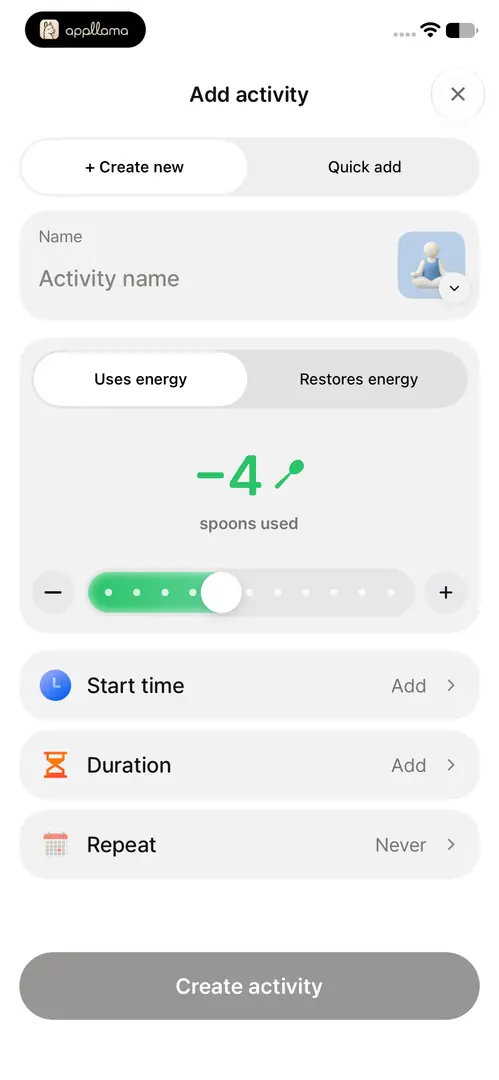 appllama
Add activity
+ Create new
Quick add
Name
Activity name
Uses energy
Restores energy
−4
spoons used
Start time
Add
Duration
Add
Repeat
Never
Create activity